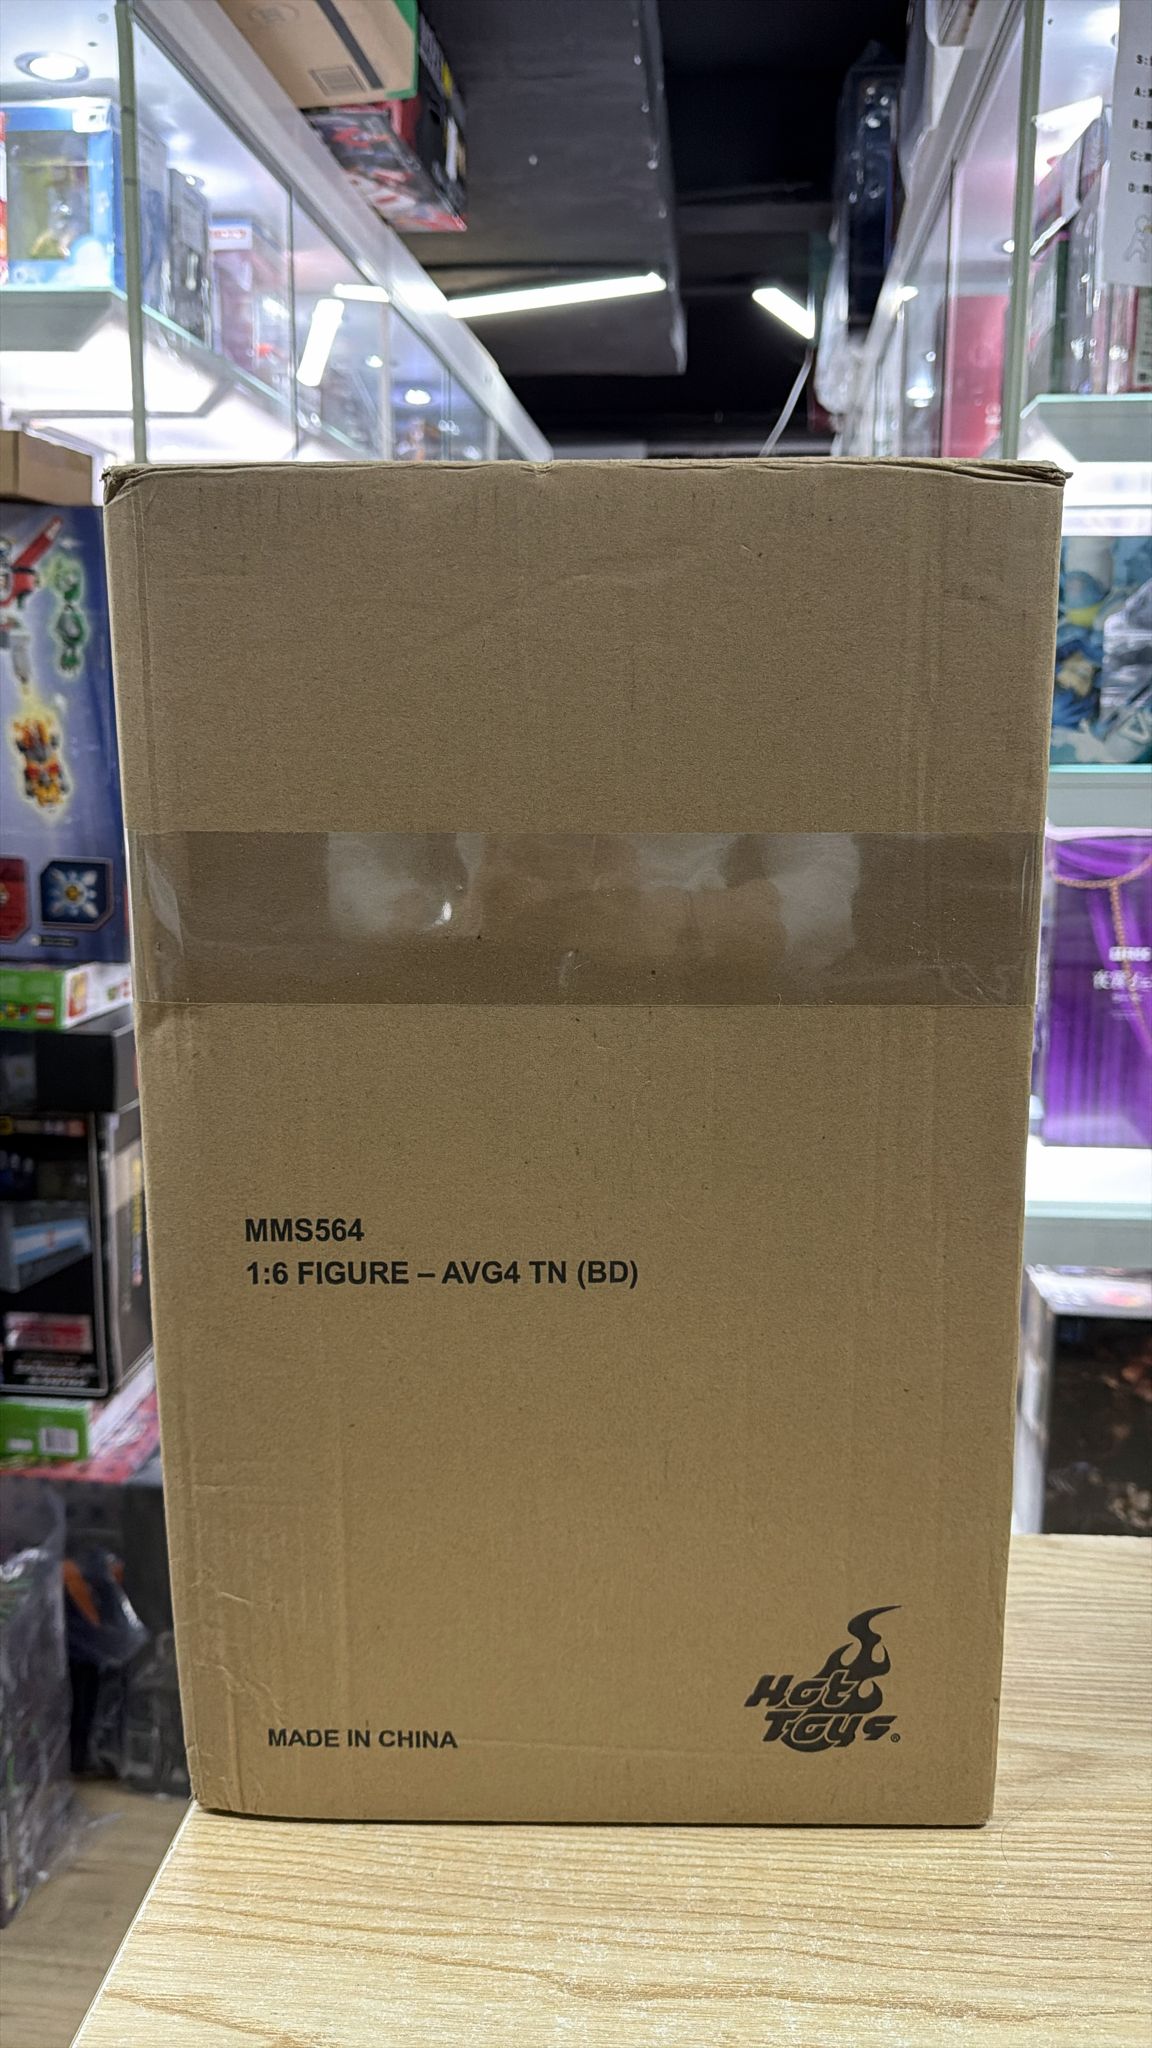 S:
A:
B:
C:
D:
MMS564
1:6 FIGURE – AVG4 TN (BD)
MADE IN CHINA
Hot
Toys®